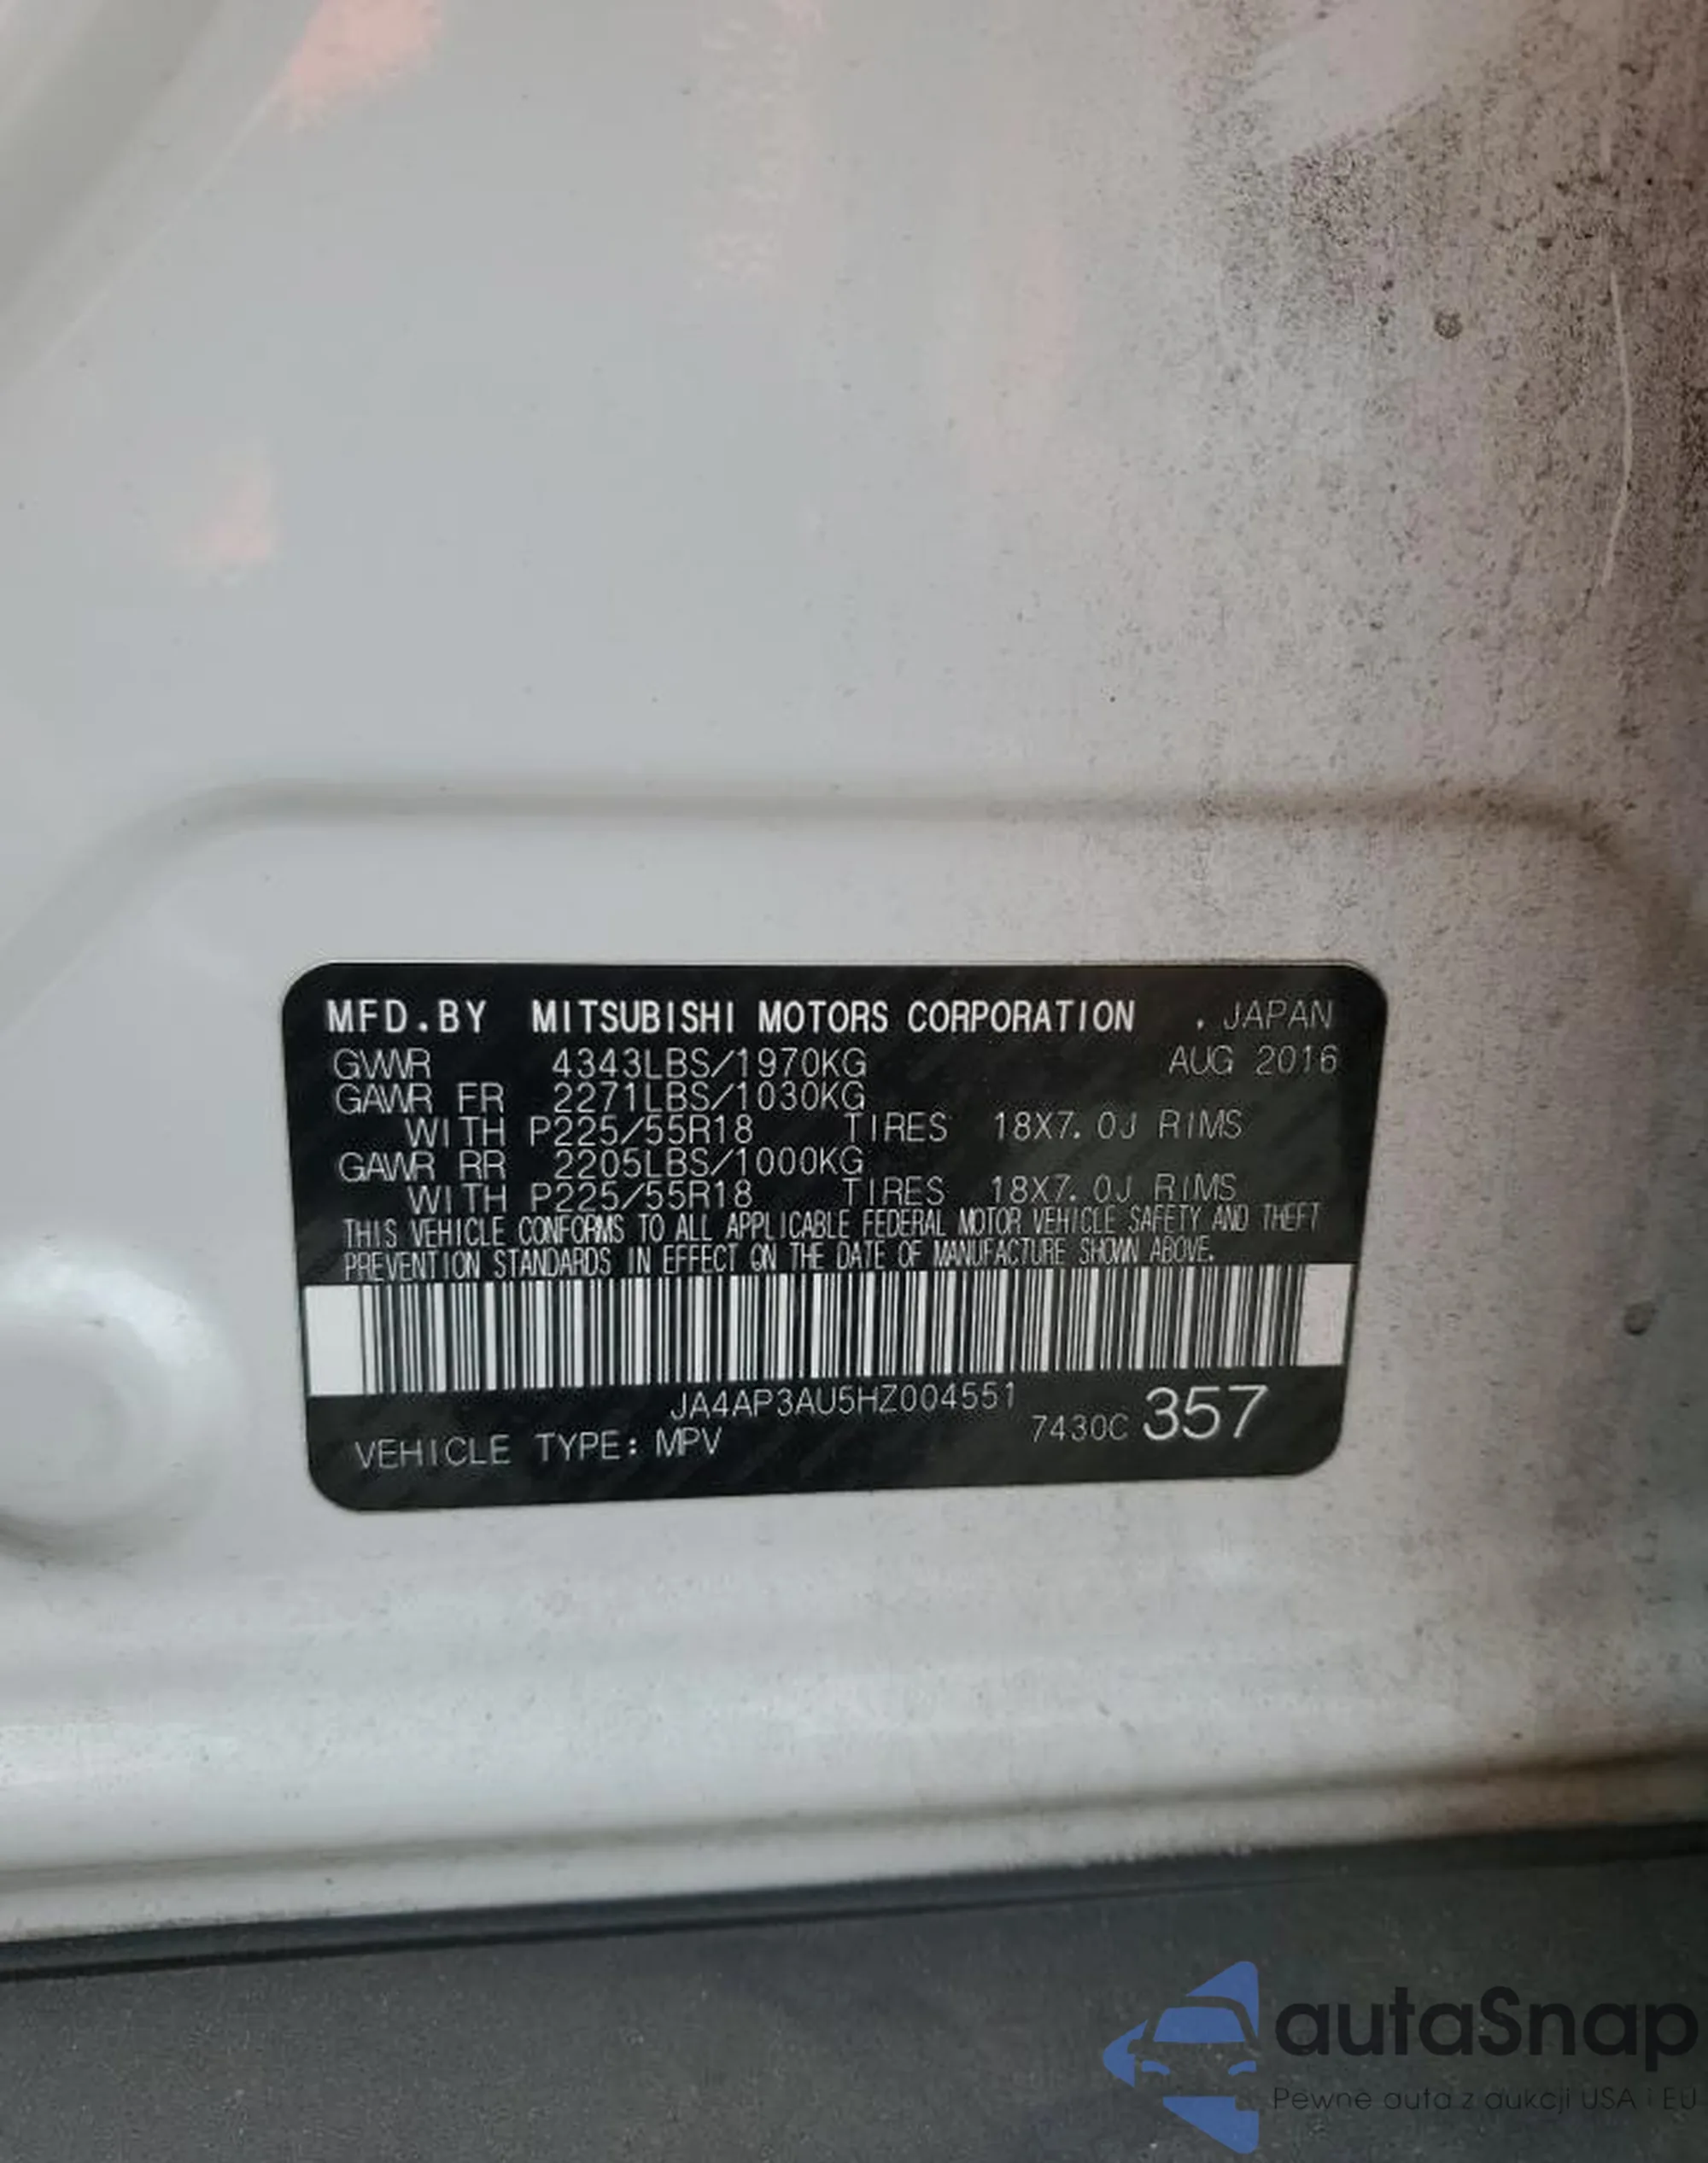 MFD.BY MITSUBISHI MOTORS CORPORATION , JAPAN
GVWR 4343LBS/1970KG AUG 2016
GAWR FR 2271LBS/1030KG
WITH P225/55R18 TIRES 18X7.0J RIMS
GAWR RR 2205LBS/1000KG
WITH P225/55R18 TIRES 18X7.0J RIMS
THIS VEHICLE CONFORMS TO ALL APPLICABLE FEDERAL MOTOR VEHICLE SAFETY AND THEFT
PREVENTION STANDARDS IN EFFECT ON THE DATE OF MANUFACTURE SHOWN ABOVE.
JA4AP3AU5HZ004551
VEHICLE TYPE: MPV 7430C 357
autaSnap
Pewne auta z aukcji USA i EU